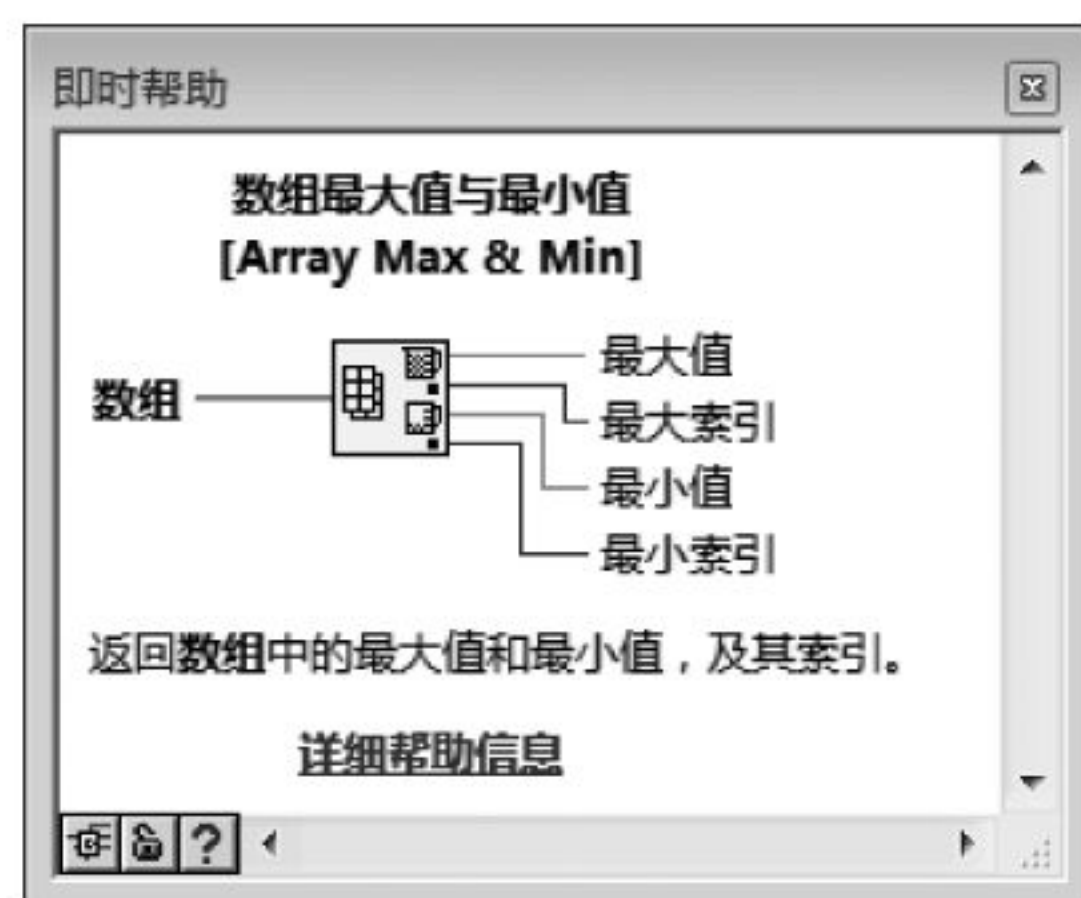 即时帮助
数组最大值与最小值
[Array Max & Min]
数组
最大值
最大索引
最小值
最小索引
返回数组中的最大值和最小值，及其索引。
详细帮助信息
?